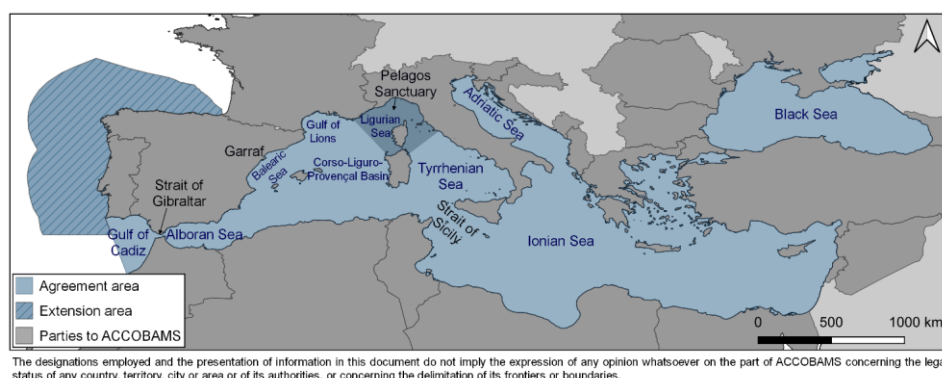 Pelagos
Sanctuary
Ligurian
Sea
Adriatic Sea
Black Sea
Gulf of
Lions
Garraf
Balearic Sea
Corso-Liguro-
Provençal Basin
Tyrrhenian
Sea
Strait of
Gibraltar
Strait of
Sicily
Gulf of
Cadiz
Alboran Sea
Ionian Sea
Agreement area
Extension area
Parties to ACCOBAMS
0 500 1000 km
The designations employed and the presentation of information in this document do not imply the expression of any opinion whatsoever on the part of ACCOBAMS concerning the lega
status of any country, territory, city or area or of its authorities, or concerning the delimitation of its frontiers or boundaries.